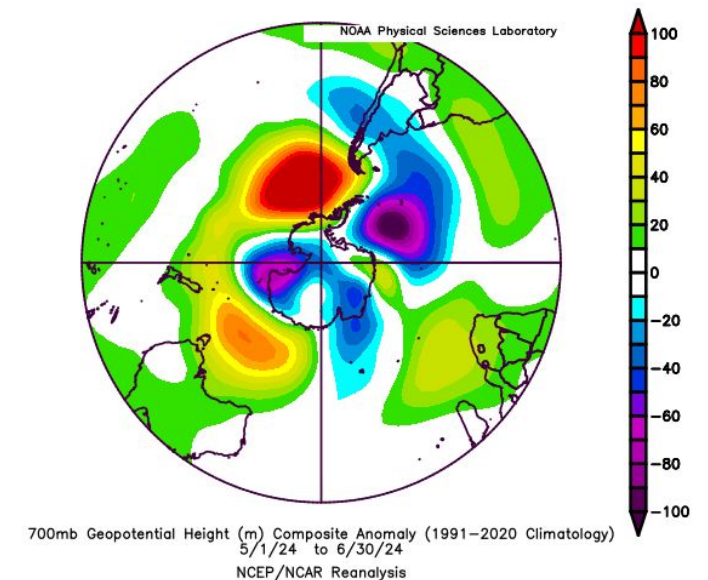 NOAA Physical Sciences Laboratory
100
80
60
40
20
0
−20
−40
−60
−80
−100
700mb Geopotential Height (m) Composite Anomaly (1991−2020 Climatology)
5/1/24 to 6/30/24
NCEP/NCAR Reanalysis